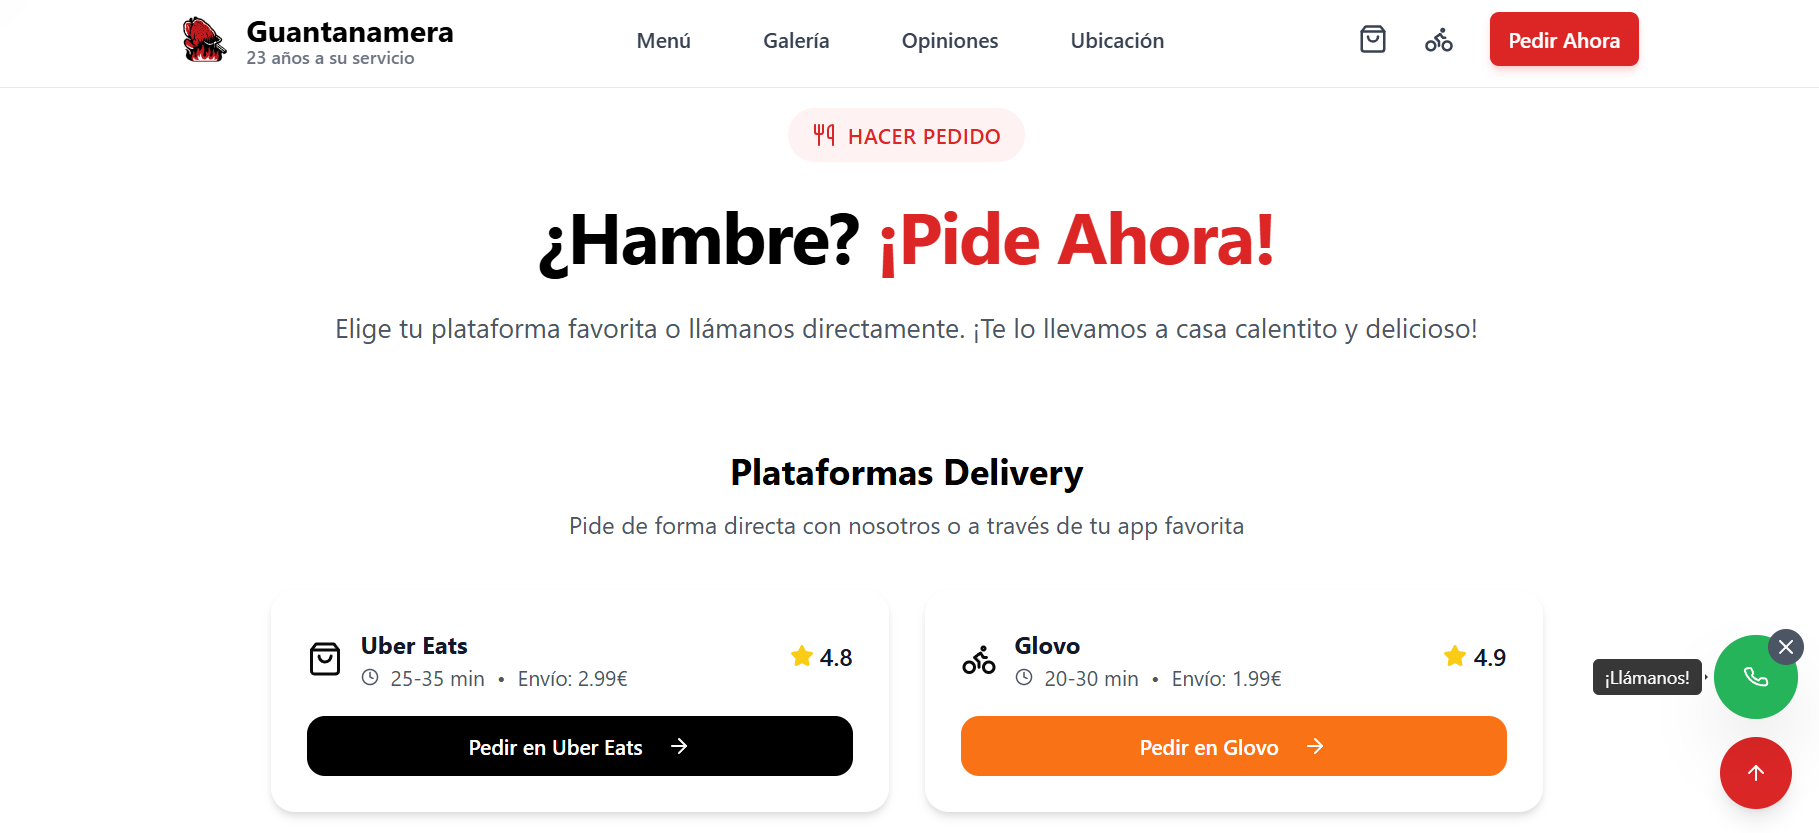 Guantanamera
23 años a su servicio
Menú
Galería
Opiniones
Ubicación
Pedir Ahora
HACER PEDIDO
¿Hambre? ¡Pide Ahora!
Elige tu plataforma favorita o llámanos directamente. ¡Te lo llevamos a casa calentito y delicioso!
Plataformas Delivery
Pide de forma directa con nosotros o a través de tu app favorita
Uber Eats
25-35 min • Envío: 2.99€
4.8
Pedir en Uber Eats
Glovo
20-30 min • Envío: 1.99€
4.9
Pedir en Glovo
¡Llámanos!